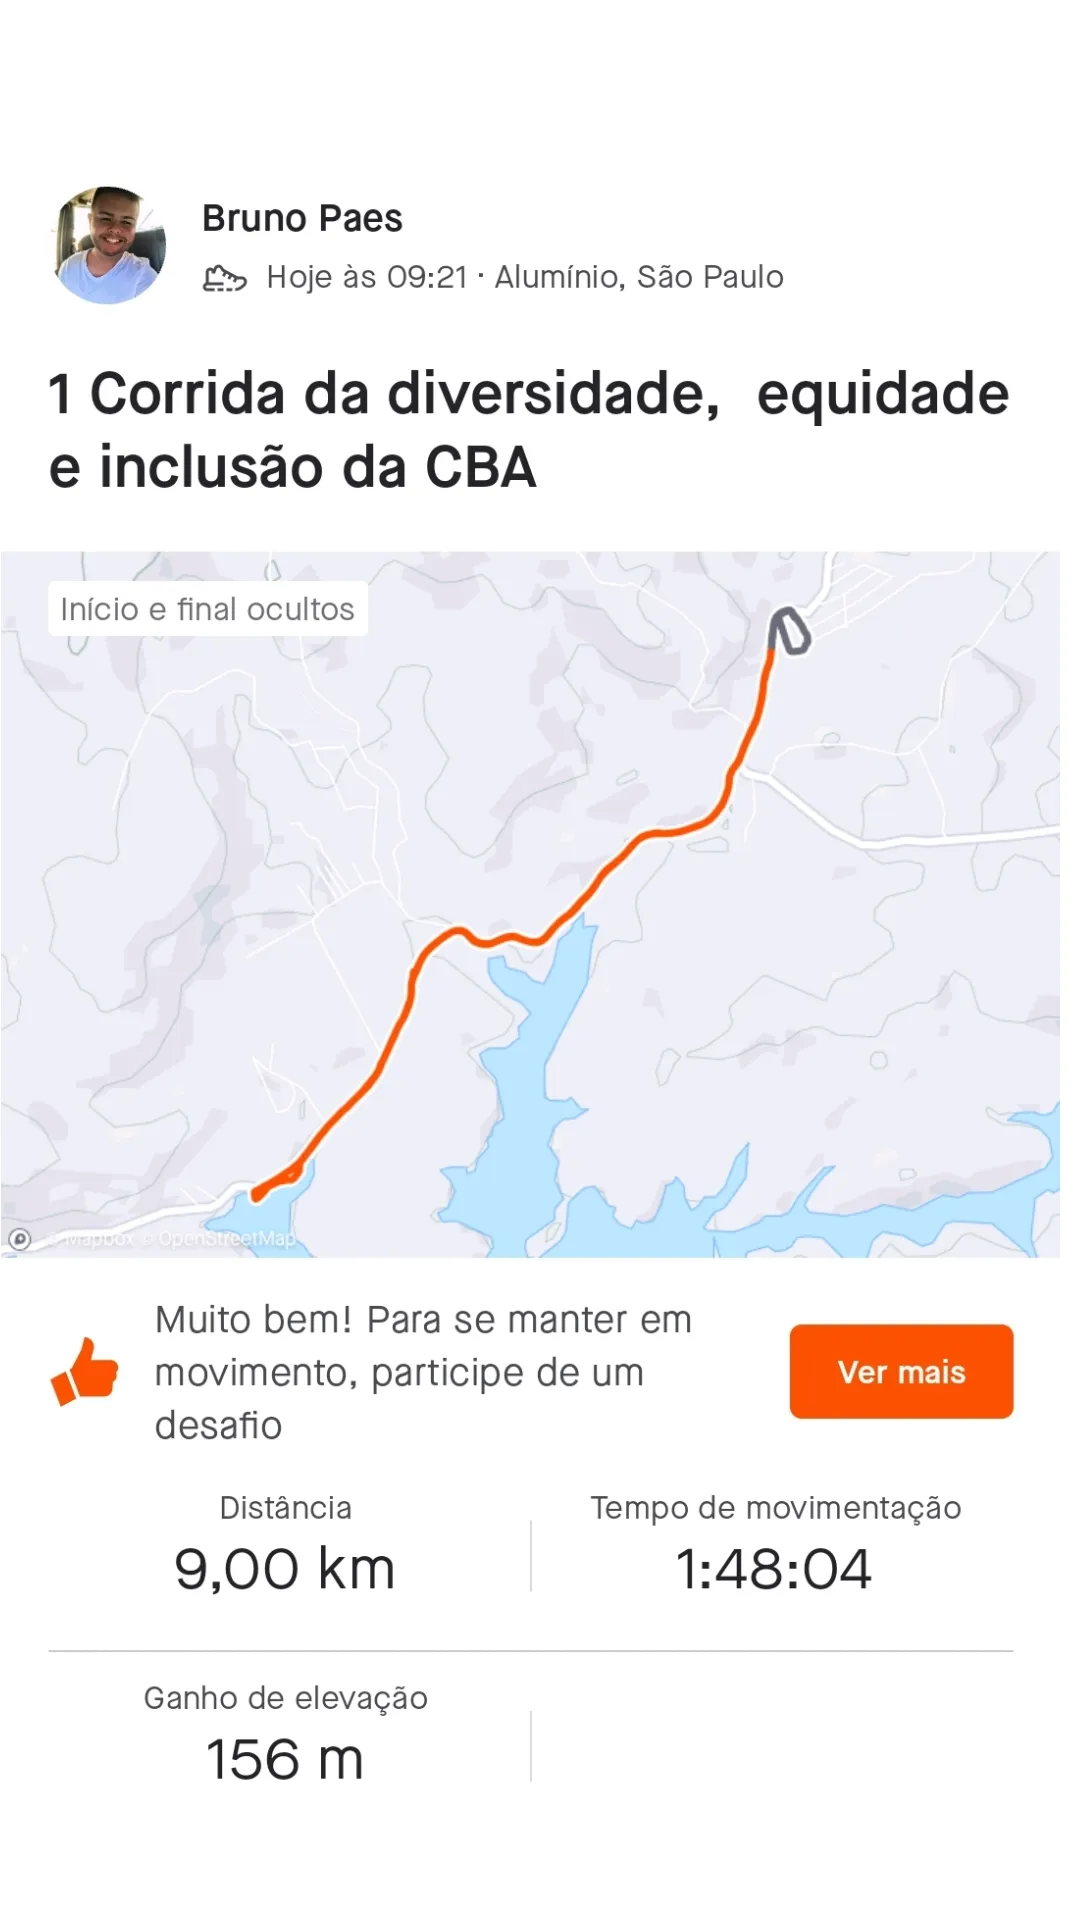 Bruno Paes
Hoje às 09:21 · Alumínio, São Paulo
1 Corrida da diversidade,  equidade
e inclusão da CBA
Início e final ocultos
© Mapbox © OpenStreetMap
Muito bem! Para se manter em
movimento, participe de um
desafio
Ver mais
Distância
9,00 km
Tempo de movimentação
1:48:04
Ganho de elevação
156 m